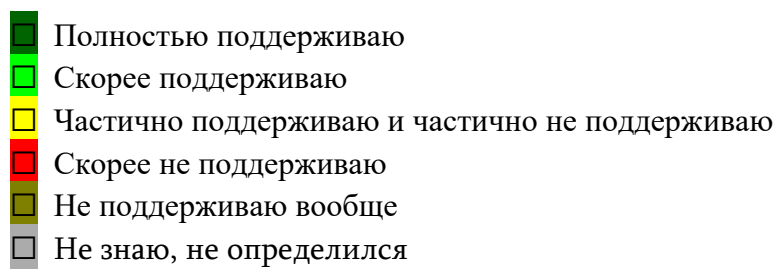 Полностью поддерживаю
Скорее поддерживаю
Частично поддерживаю и частично не поддерживаю
Скорее не поддерживаю
Не поддерживаю вообще
Не знаю, не определился